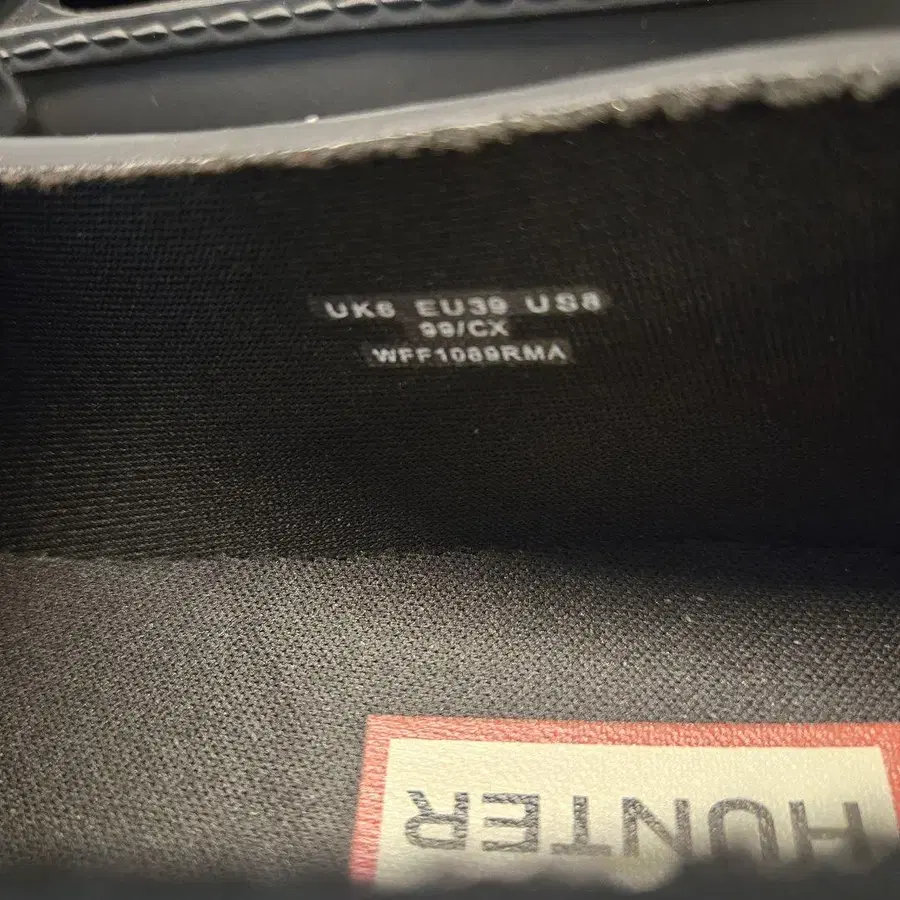 UK6 EU39 US8
99/CX
WFF1089RMA
HUNTER